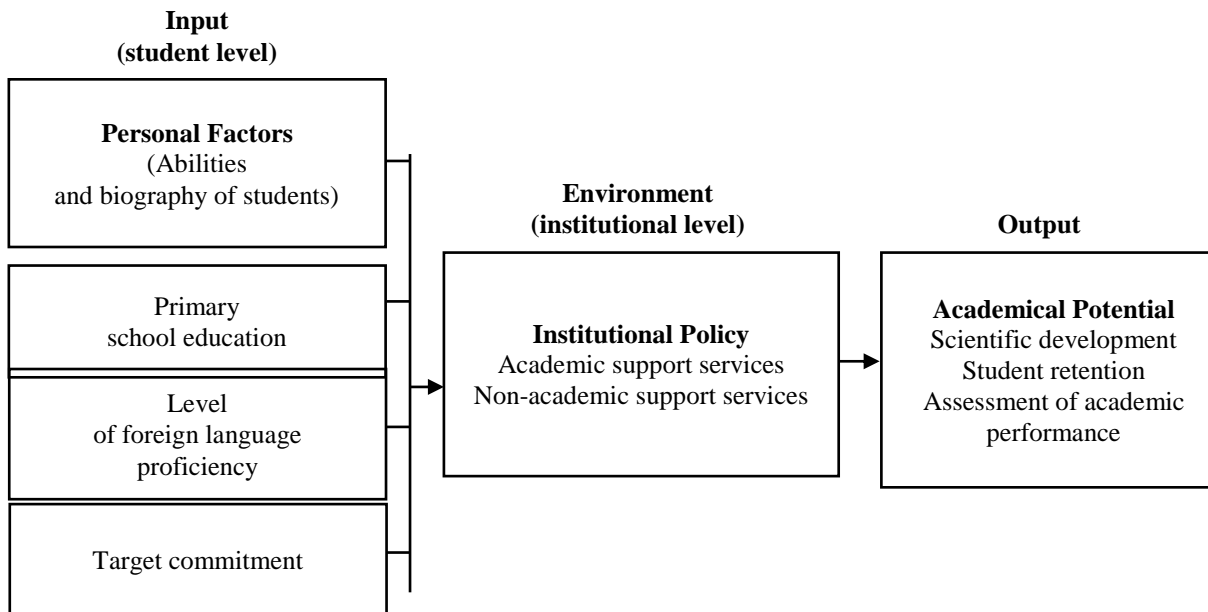 Input
(student level)
Personal Factors
(Abilities
and biography of students)
Primary
school education
Level
of foreign language
proficiency
Target commitment
Environment
(institutional level)
Institutional Policy
Academic support services
Non-academic support services
Output
Academical Potential
Scientific development
Student retention
Assessment of academic
performance